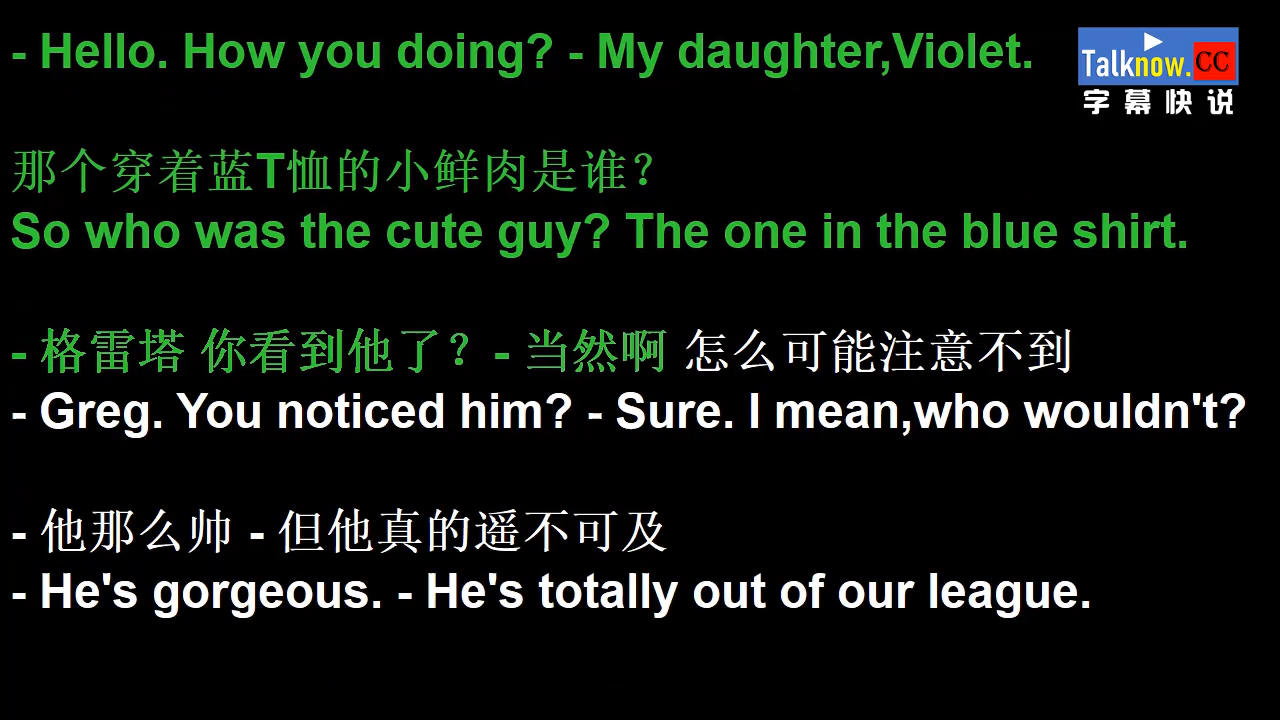 - Hello. How you doing? - My daughter,Violet.
Talknow.CC
字幕快说
那个穿着蓝T恤的小鲜肉是谁？
So who was the cute guy? The one in the blue shirt.
- 格雷塔 你看到他了？- 当然啊 怎么可能注意不到
- Greg. You noticed him? - Sure. I mean,who wouldn't?
- 他那么帅 - 但他真的遥不可及
- He's gorgeous. - He's totally out of our league.